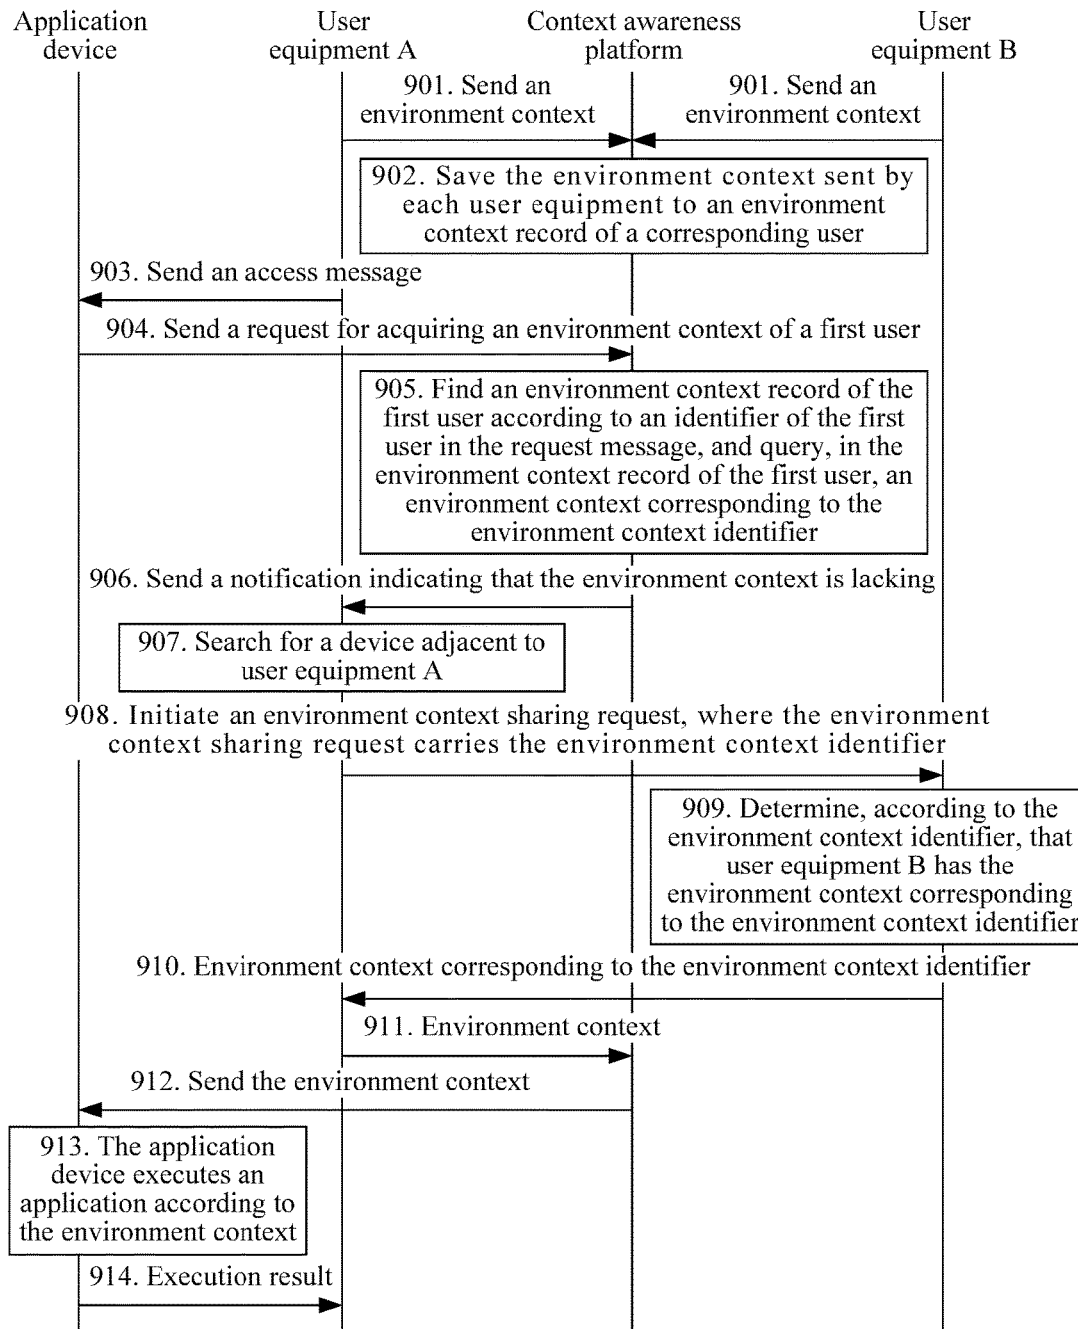 Application
device
User
equipment A
Context awareness
platform
User
equipment B
901. Send an
environment context
901. Send an
environment context
902. Save the environment context sent by
each user equipment to an environment
context record of a corresponding user
903. Send an access message
904. Send a request for acquiring an environment context of a first user
905. Find an environment context record of the
first user according to an identifier of the first
user in the request message, and query, in the
environment context record of the first user, an
environment context corresponding to the
environment context identifier
906. Send a notification indicating that the environment context is lacking
907. Search for a device adjacent to
user equipment A
908. Initiate an environment context sharing request, where the environment
context sharing request carries the environment context identifier
909. Determine, according to the
environment context identifier, that
user equipment B has the
environment context corresponding
to the environment context identifier
910. Environment context corresponding to the environment context identifier
911. Environment context
912. Send the environment context
913. The application
device executes an
application according to
the environment context
914. Execution result